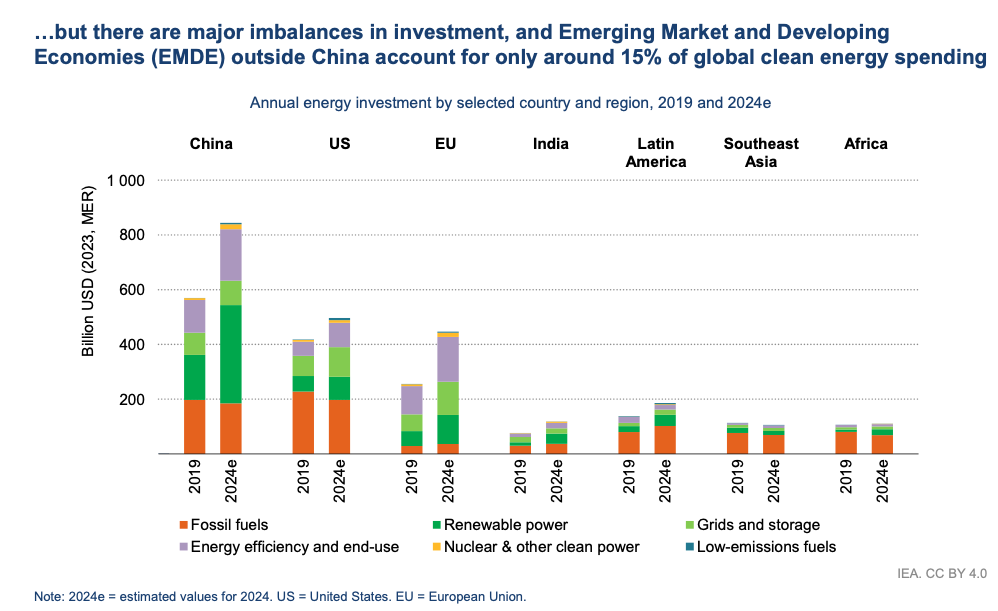 …but there are major imbalances in investment, and Emerging Market and Developing
Economies (EMDE) outside China account for only around 15% of global clean energy spending
Annual energy investment by selected country and region, 2019 and 2024e
China US EU India Latin America Southeast Asia Africa
Billion USD (2023, MER)
1 000
800
600
400
200
2019 2024e 2019 2024e 2019 2024e 2019 2024e 2019 2024e 2019 2024e 2019 2024e
Fossil fuels Renewable power Grids and storage
Energy efficiency and end-use Nuclear & other clean power Low-emissions fuels
IEA. CC BY 4.0
Note: 2024e = estimated values for 2024. US = United States. EU = European Union.